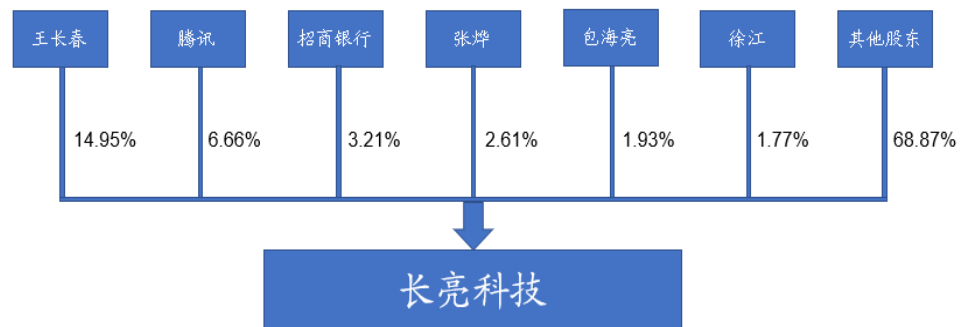 王长春 腾讯 招商银行 张烨 包海亮 徐江 其他股东
14.95% 6.66% 3.21% 2.61% 1.93% 1.77% 68.87%
长亮科技